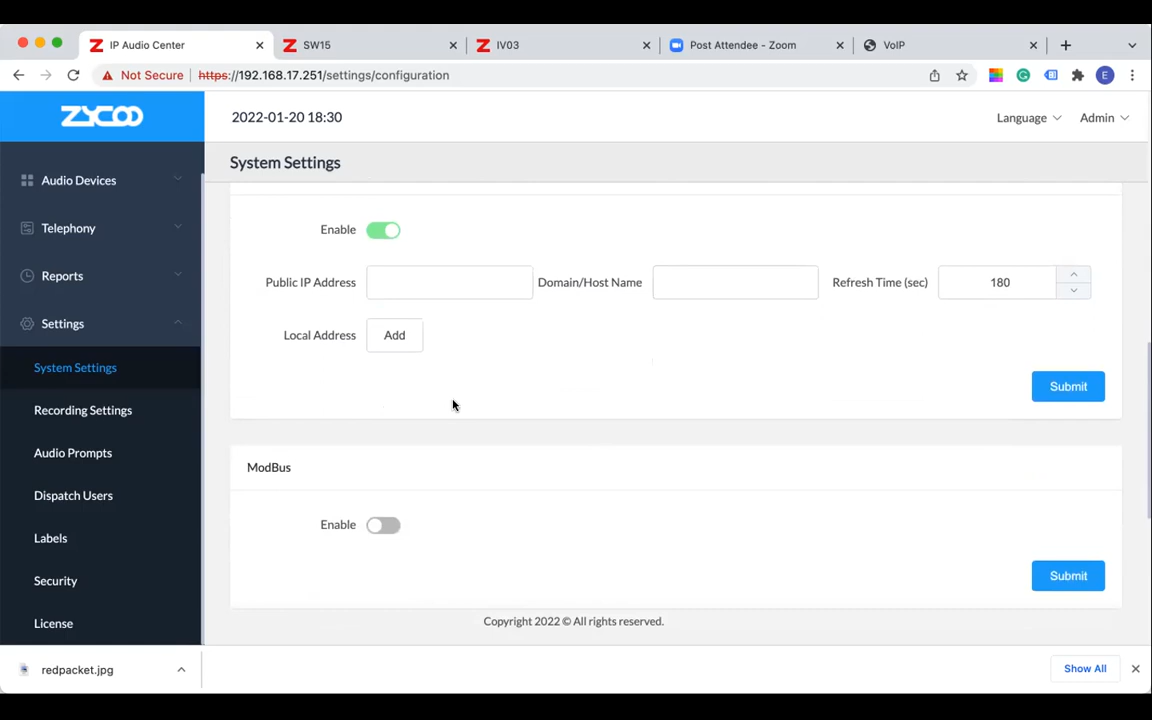 IP Audio Center
SW15
IV03
Post Attendee - Zoom
VoIP
Not Secure https://192.168.17.251/settings/configuration
E
ZYCOO
2022-01-20 18:30
Language
Admin
System Settings
Audio Devices
Telephony
Reports
Settings
System Settings
Recording Settings
Audio Prompts
Dispatch Users
Labels
Security
License
Enable
Public IP Address
Domain/Host Name
Refresh Time (sec)
180
Local Address
Add
Submit
ModBus
Enable
Submit
Copyright 2022 © All rights reserved.
redpacket.jpg
Show All